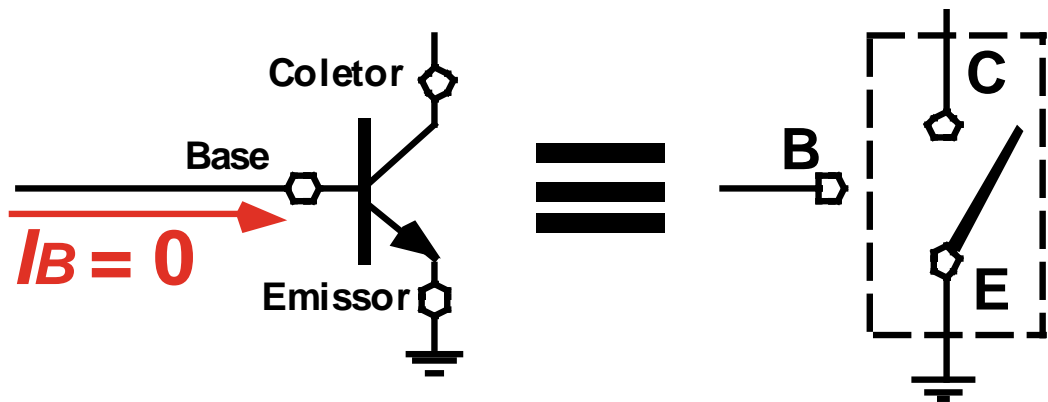 Coletor
Base
IB = 0
Emissor
C
B
E